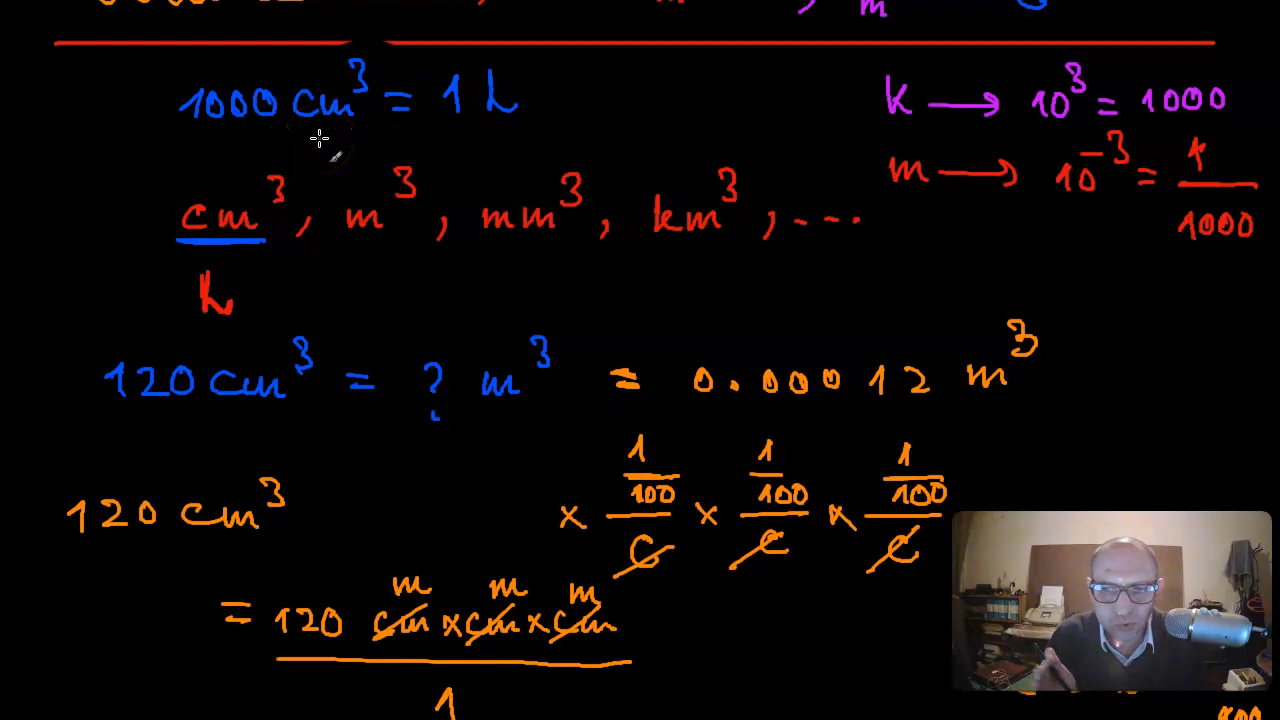 1000 cm³ = 1 L
k → 10³ = 1000
m → 10⁻³ = 1/1000
cm³, m³, mm³, km³, ...
L
120 cm³ = ? m³ = 0.00012 m³
120 cm³ × (1/100)/c × (1/100)/c × (1/100)/c
m m m
= 120 cm × cm × cm
1